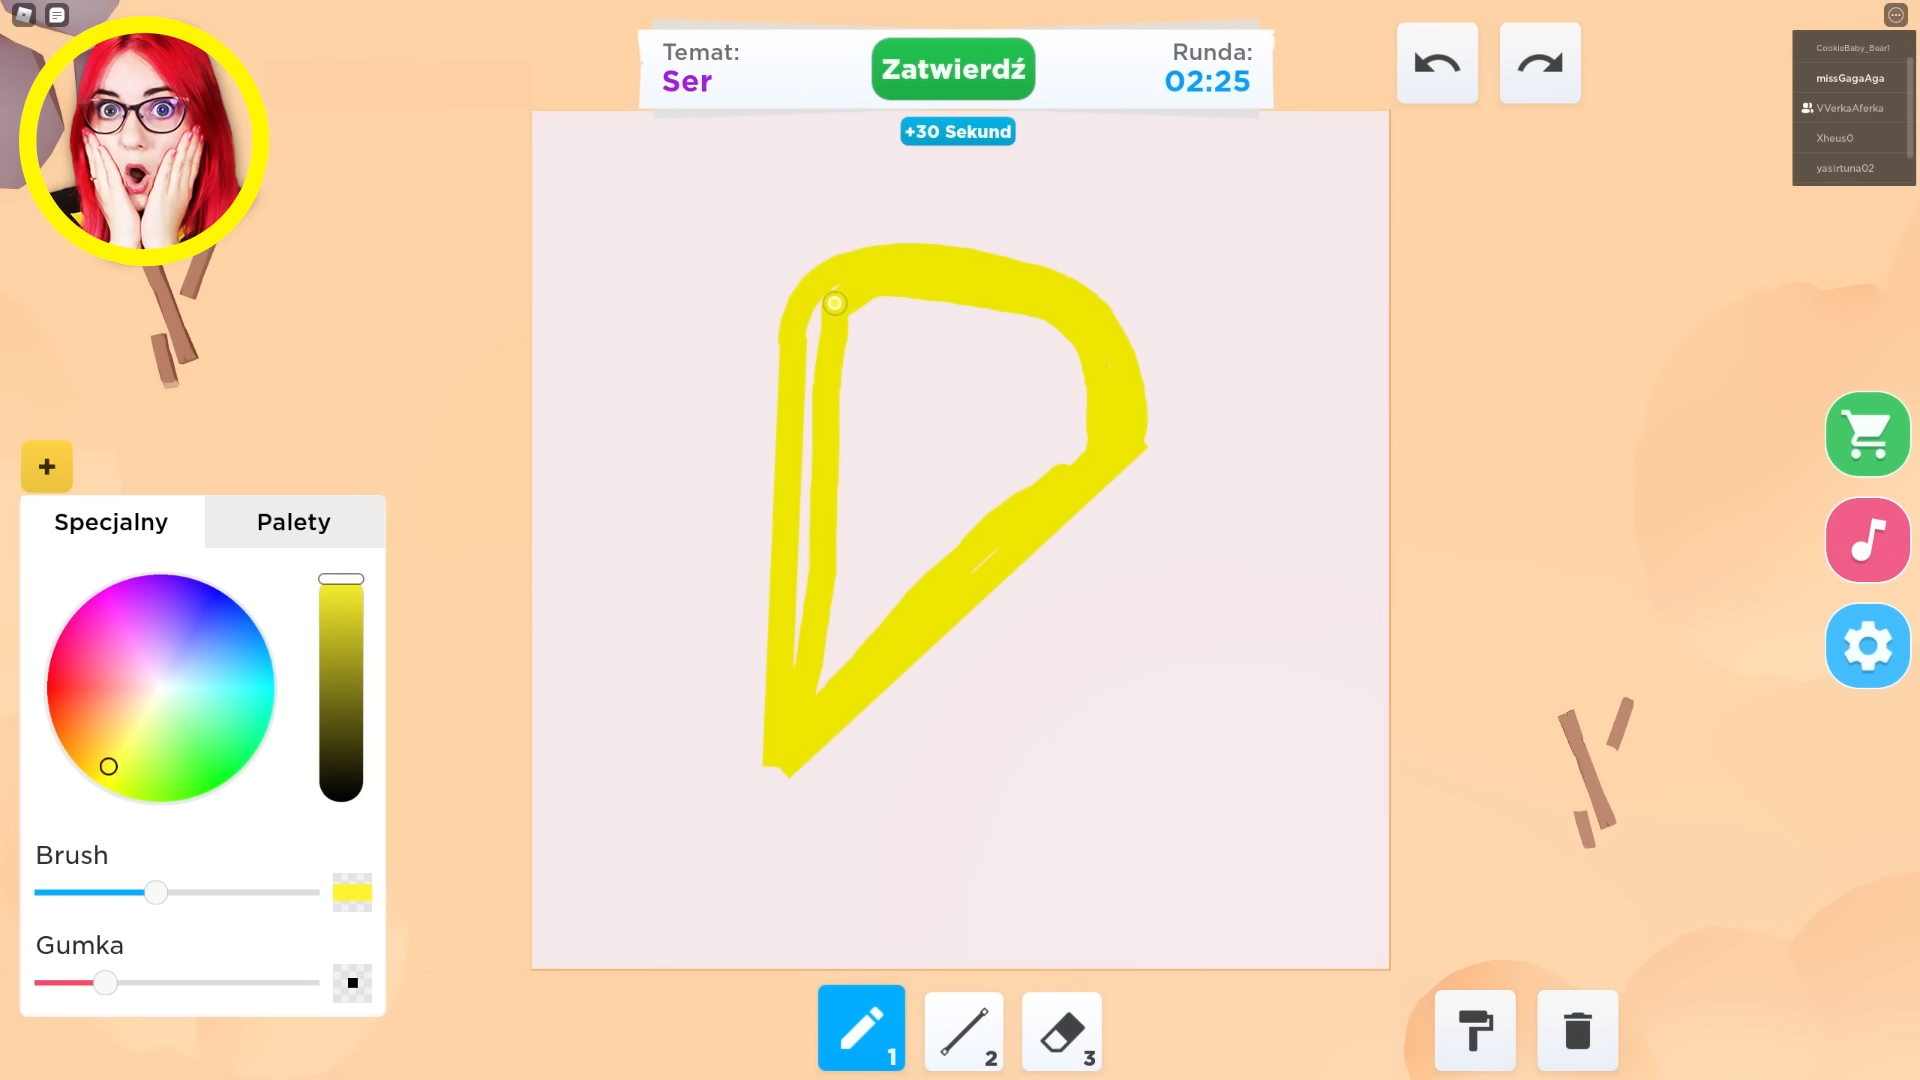 Temat:
Ser
Zatwierdź
Runda:
02:25
+30 Sekund
CookieBaby_Bear1
missGagaAga
VVerkaAferka
Xheus0
yasirtuna02
+
Specjalny
Palety
Brush
Gumka
1
2
3